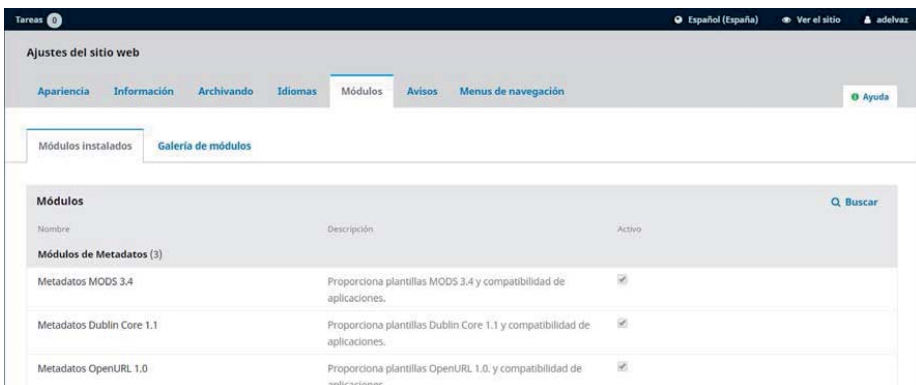 Tareas 0 Español (España) Ver el sitio adelvaz
Ajustes del sitio web
Apariencia Información Archivando Idiomas Módulos Avisos Menus de navegación Ayuda
Módulos instalados Galería de módulos
Módulos Buscar
Nombre Descripción Activo
Módulos de Metadatos (3)
Metadatos MODS 3.4 Proporciona plantillas MODS 3.4 y compatibilidad de
aplicaciones.
Metadatos Dublin Core 1.1 Proporciona plantillas Dublin Core 1.1 y compatibilidad de
aplicaciones.
Metadatos OpenURL 1.0 Proporciona plantillas OpenURL 1.0. y compatibilidad de
aplicaciones.